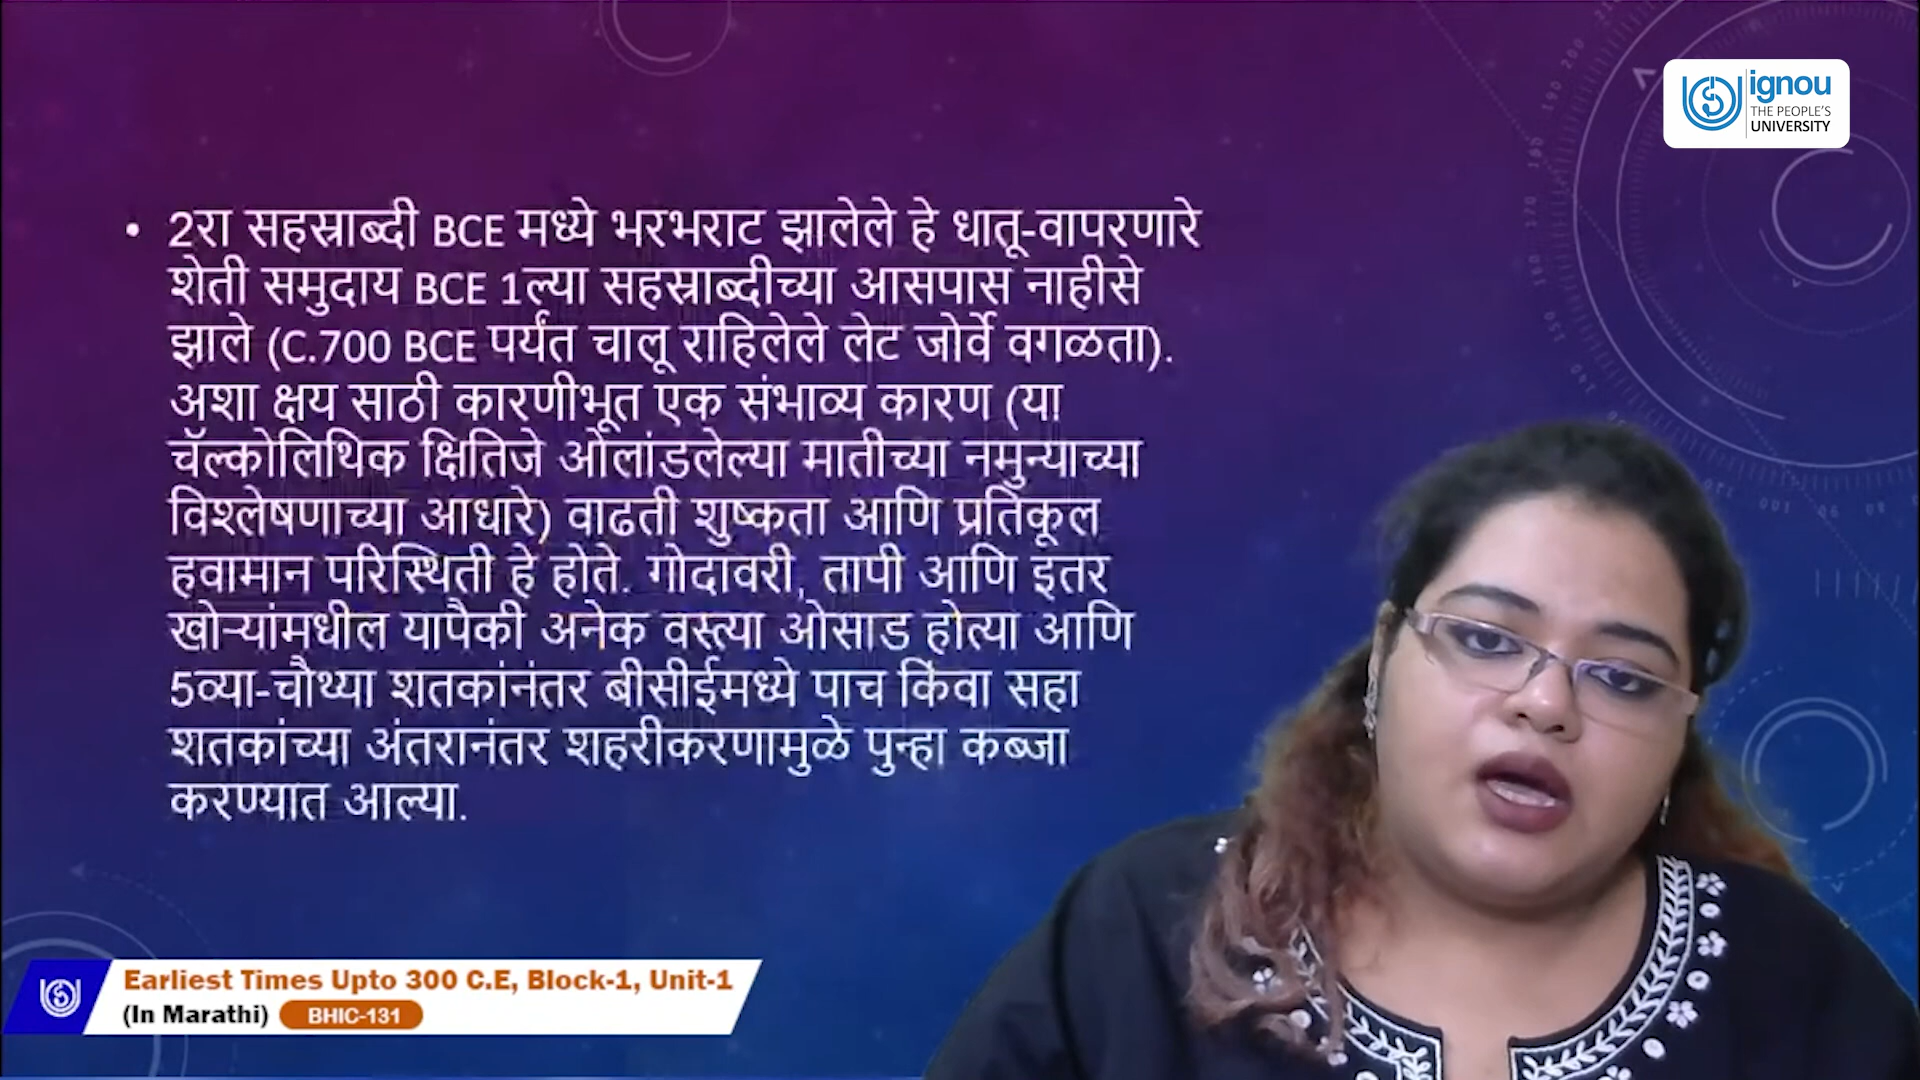 ignou
THE PEOPLE'S
UNIVERSITY
• 2रा सहस्राब्दी BCE मध्ये भरभराट झालेले हे धातू-वापरणारे
शेती समुदाय BCE 1ल्या सहस्राब्दीच्या आसपास नाहीसे
झाले (C.700 BCE पर्यंत चालू राहिलेले लेट जोर्वे वगळता).
अशा क्षय साठी कारणीभूत एक संभाव्य कारण (या
चॅल्कोलिथिक क्षितिजे ओलांडलेल्या मातीच्या नमुन्याच्या
विश्लेषणाच्या आधारे) वाढती शुष्कता आणि प्रतिकूल
हवामान परिस्थिती हे होते. गोदावरी, तापी आणि इतर
खोऱ्यांमधील यापैकी अनेक वस्त्या ओसाड होत्या आणि
5व्या-चौथ्या शतकांनंतर बीसीईमध्ये पाच किंवा सहा
शतकांच्या अंतरानंतर शहरीकरणामुळे पुन्हा कब्जा
करण्यात आल्या.
Earliest Times Upto 300 C.E, Block-1, Unit-1
(In Marathi) BHIC-131